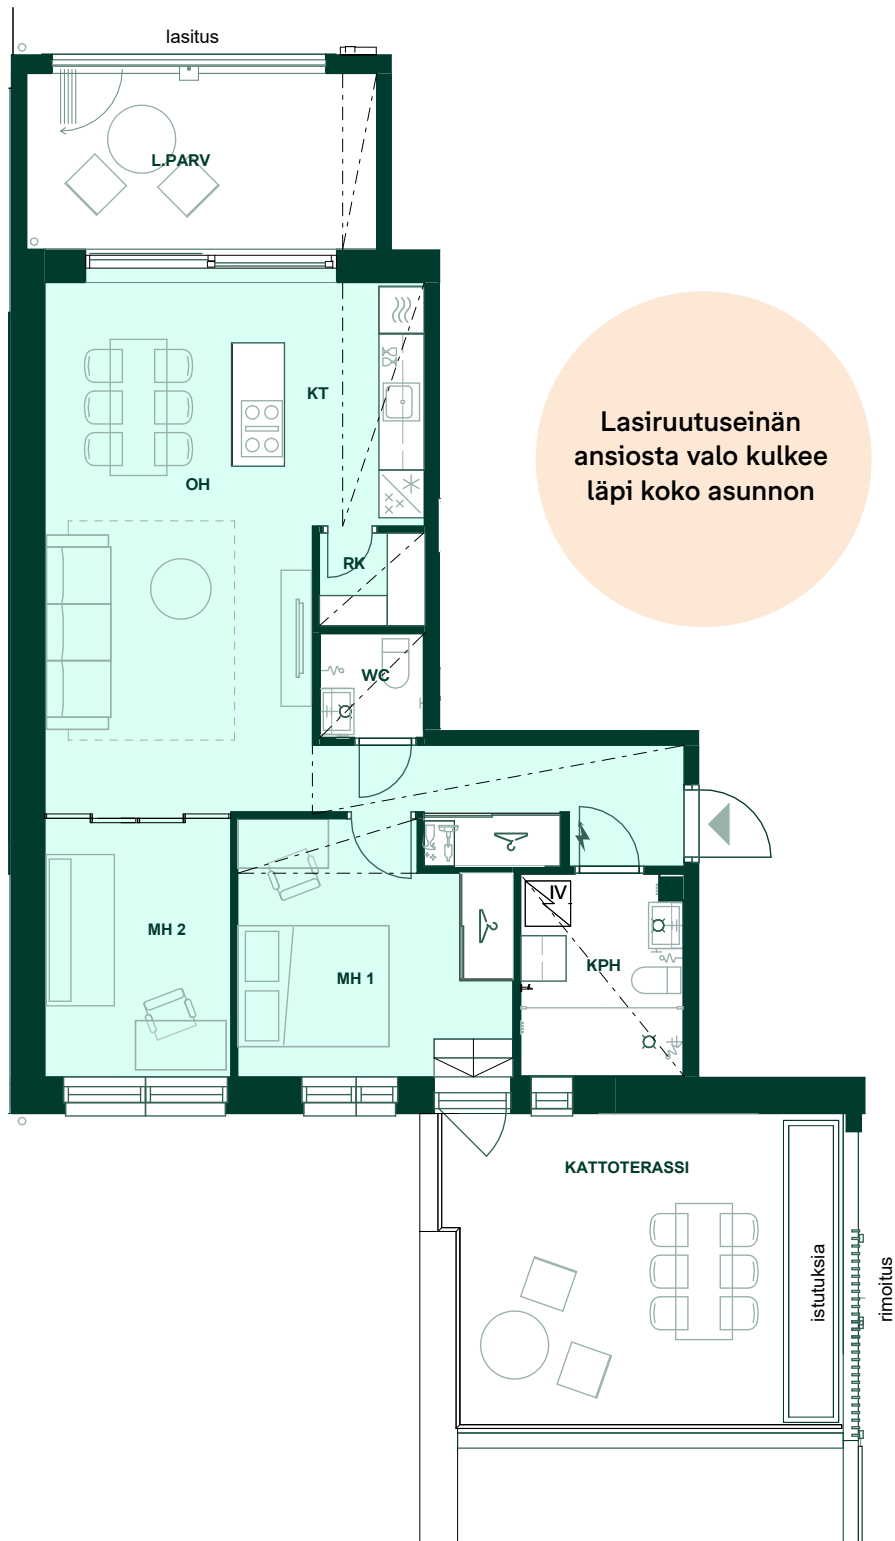 lasitus
L.PARV
KT
OH
Lasiruutuseinän
ansiosta valo kulkee
läpi koko asunnon
RK
WC
IV
MH 2
KPH
MH 1
KATTOTERASSI
istutuksia
rimoitus